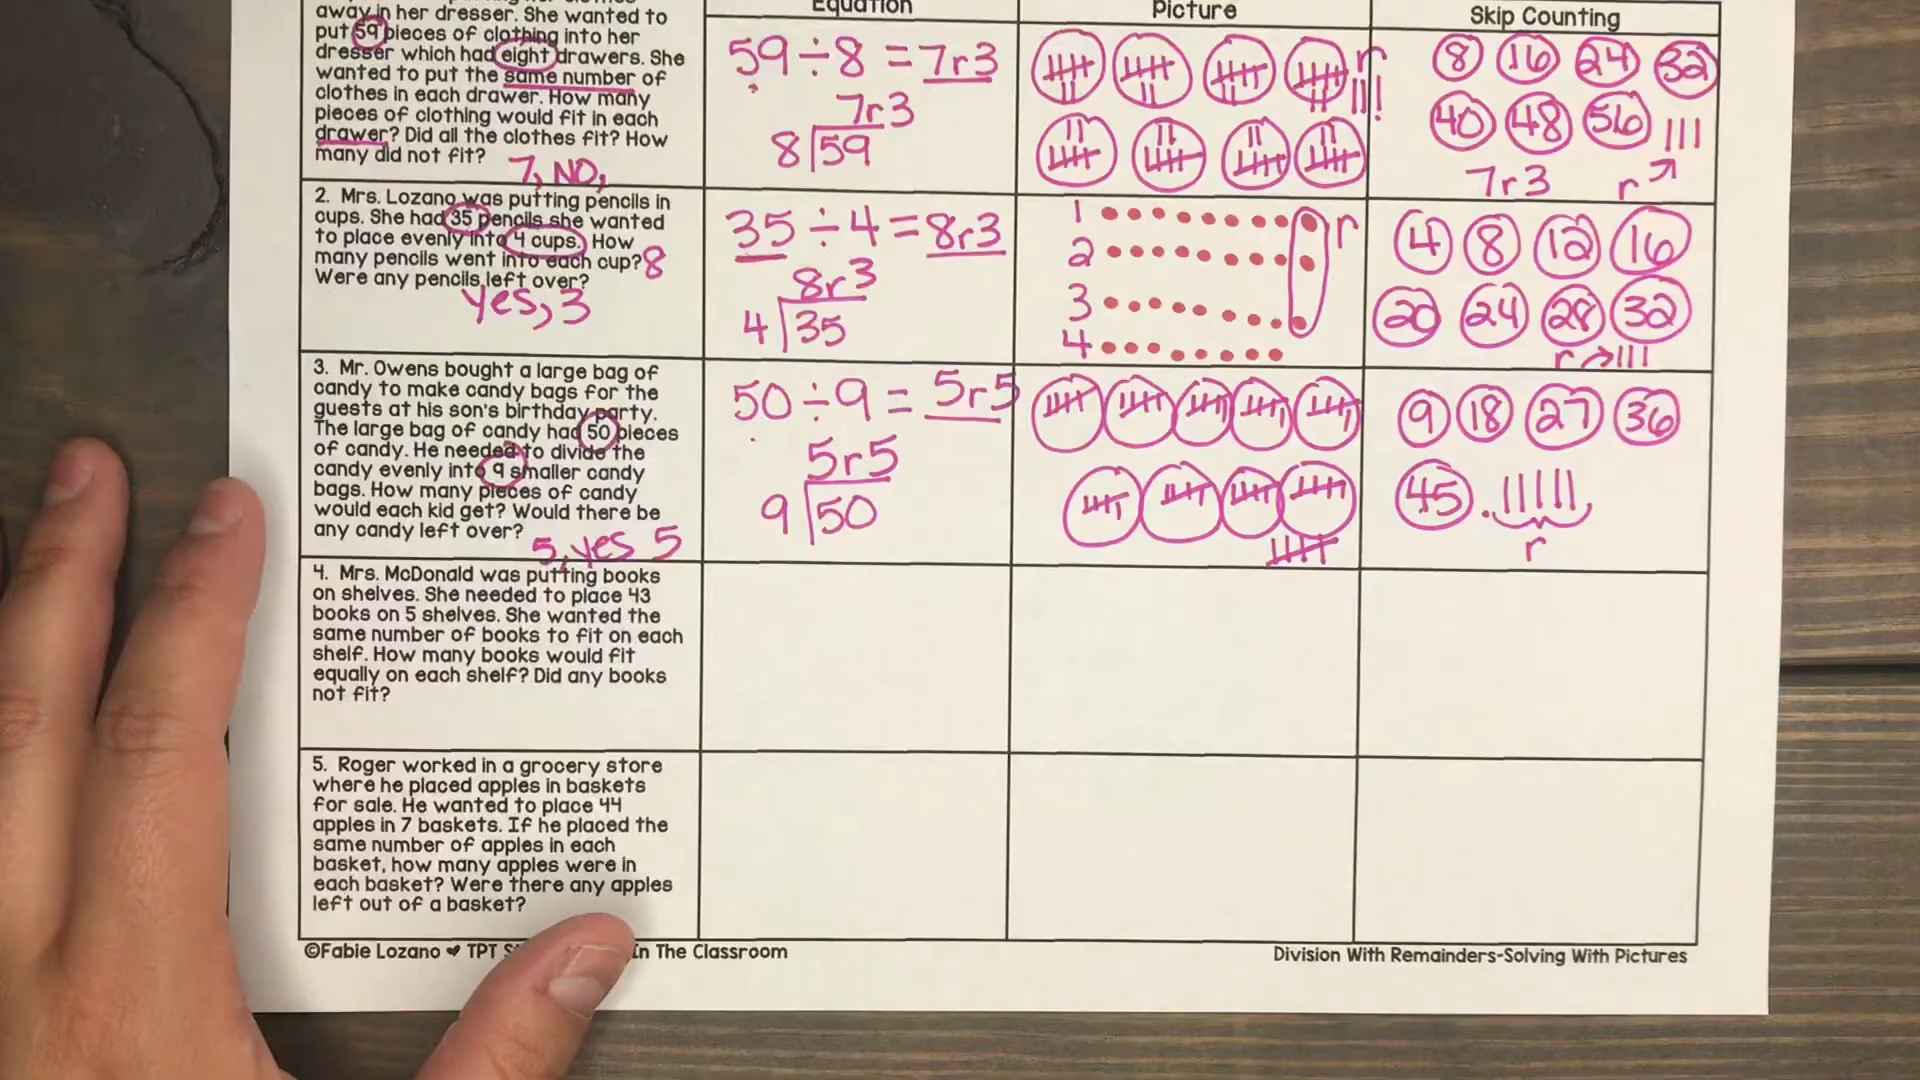 Equation
Picture
Skip Counting
away in her dresser. She wanted to
put 59 pieces of clothing into her
dresser which had eight drawers. She
wanted to put the same number of
clothes in each drawer. How many
pieces of clothing would fit in each
drawer? Did all the clothes fit? How
many did not fit?
7, NO,
59 ÷ 8 = 7r3
7r3
8 59
r
8 16 24 32
40 48 56
7r3 r
2. Mrs. Lozano was putting pencils in
cups. She had 35 pencils she wanted
to place evenly into 4 cups. How
many pencils went into each cup? 8
Were any pencils left over?
yes, 3
35 ÷ 4 = 8r3
8r3
4 35
1
r
2
3
4
4 8 12 16
20 24 28 32
r
3. Mr. Owens bought a large bag of
candy to make candy bags for the
guests at his son's birthday party.
The large bag of candy had 50 pieces
of candy. He needed to divide the
candy evenly into 9 smaller candy
bags. How many pieces of candy
would each kid get? Would there be
any candy left over?
5, yes 5
50 ÷ 9 = 5r5
5r5
9 50
9 18 27 36
45
r
4. Mrs. McDonald was putting books
on shelves. She needed to place 43
books on 5 shelves. She wanted the
same number of books to fit on each
shelf. How many books would fit
equally on each shelf? Did any books
not fit?
5. Roger worked in a grocery store
where he placed apples in baskets
for sale. He wanted to place 44
apples in 7 baskets. If he placed the
same number of apples in each
basket, how many apples were in
each basket? Were there any apples
left out of a basket?
©Fabie Lozano ♥ TPT In The Classroom
Division With Remainders-Solving With Pictures